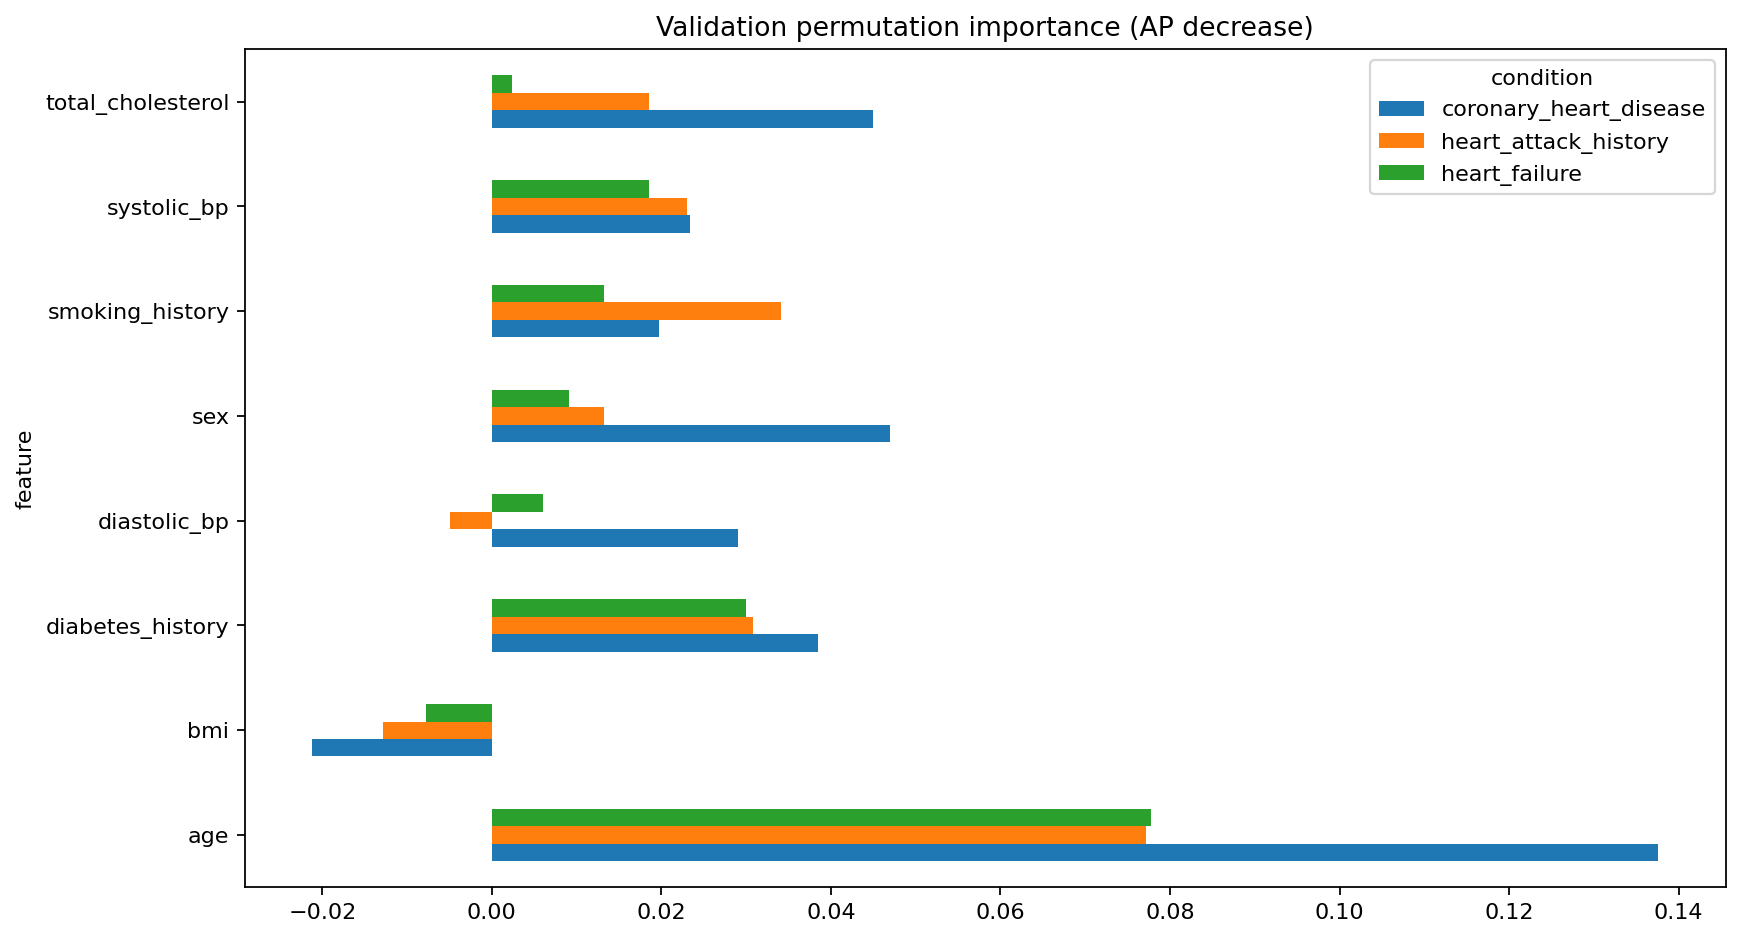 Validation permutation importance (AP decrease)
condition
coronary_heart_disease
heart_attack_history
heart_failure
total_cholesterol
systolic_bp
smoking_history
sex
diastolic_bp
diabetes_history
bmi
age
feature
−0.02 0.00 0.02 0.04 0.06 0.08 0.10 0.12 0.14